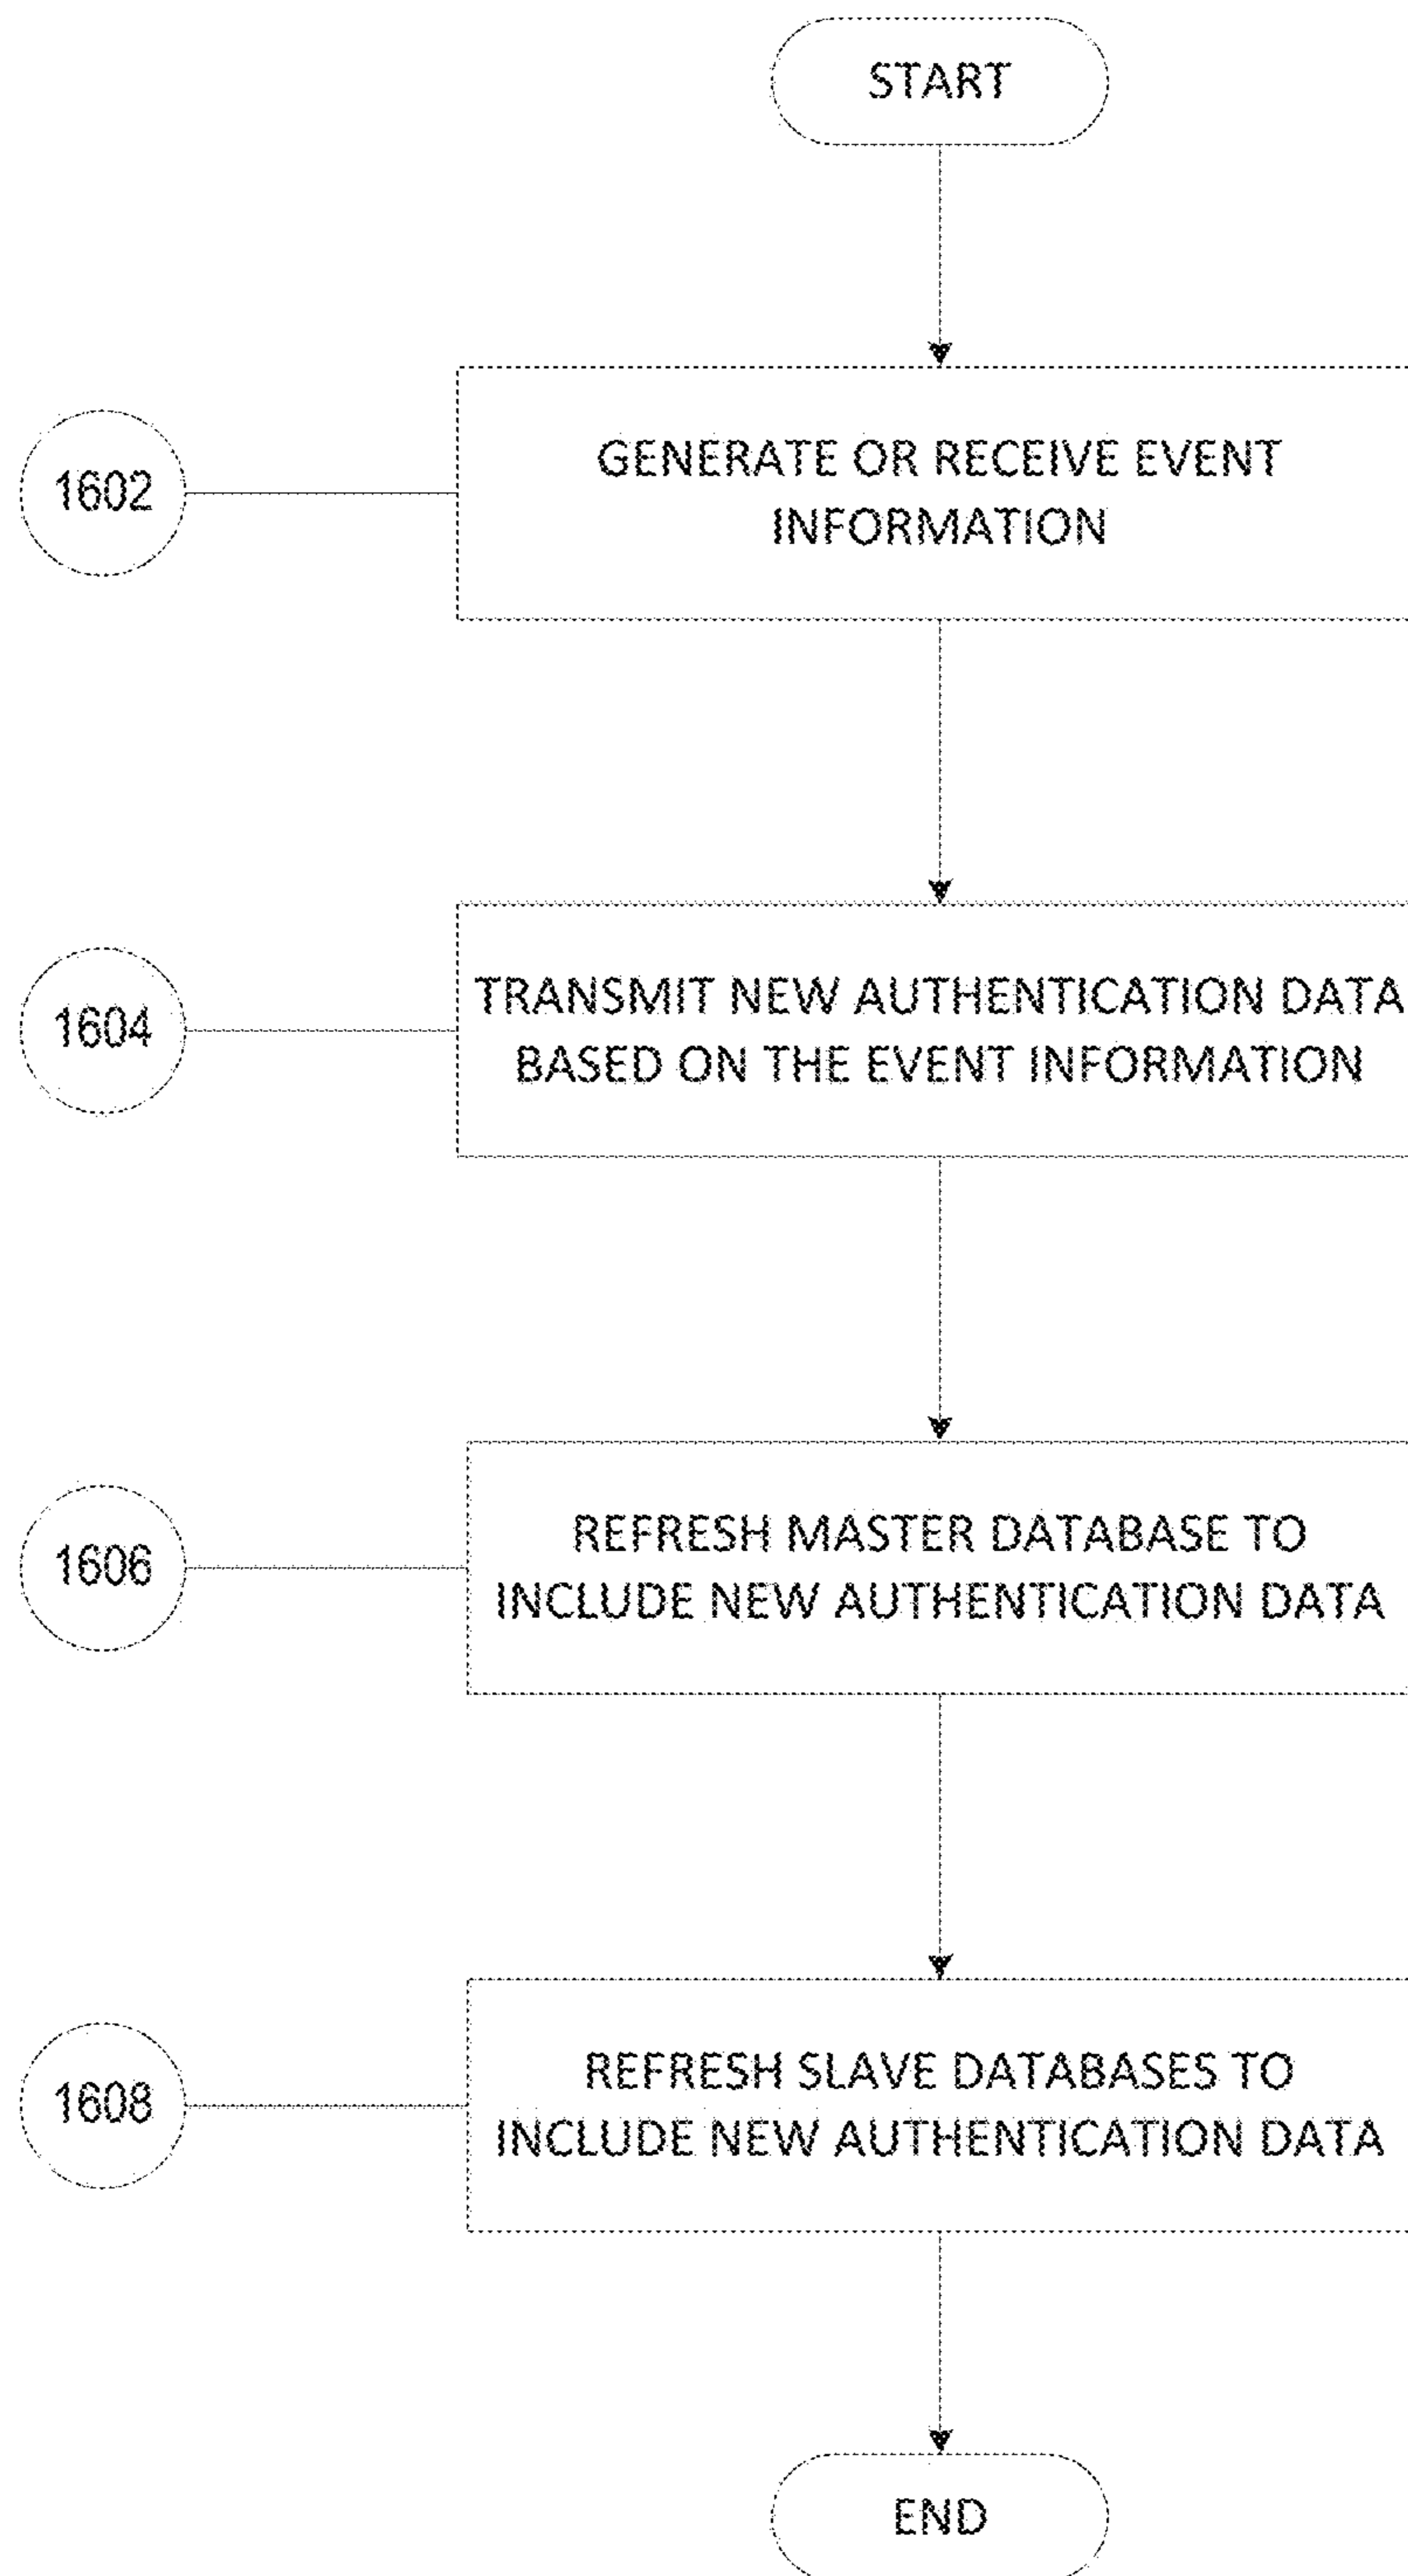 START
1602
GENERATE OR RECEIVE EVENT
INFORMATION
1604
TRANSMIT NEW AUTHENTICATION DATA
BASED ON THE EVENT INFORMATION
1606
REFRESH MASTER DATABASE TO
INCLUDE NEW AUTHENTICATION DATA
1608
REFRESH SLAVE DATABASES TO
INCLUDE NEW AUTHENTICATION DATA
END